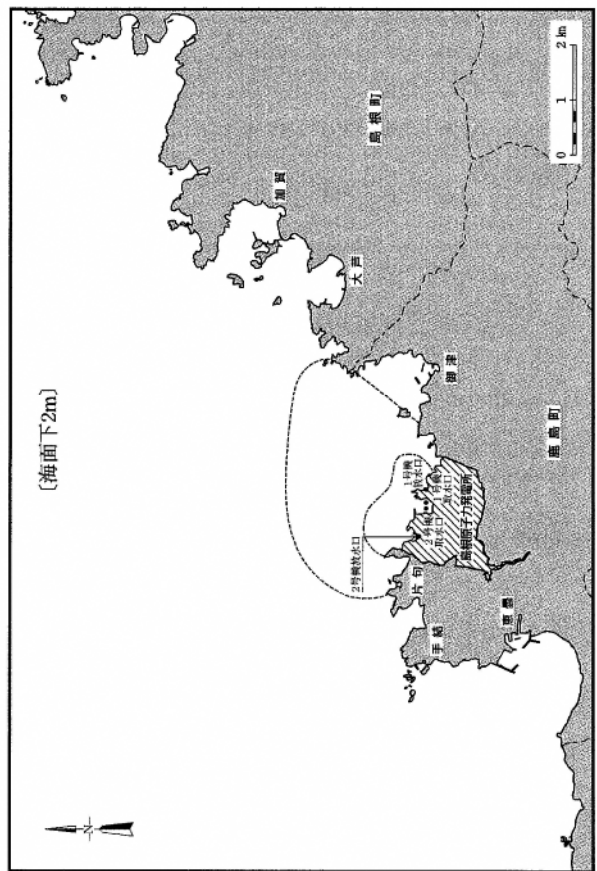 〔海面下2m〕
N
0 1 2 km
島根町
加賀
大芦
御津
鹿島町
1号機
放水口
1号機
取水口
2号機
取水口
2号機放水口
島根原子力発電所
片句
手結
恵曇